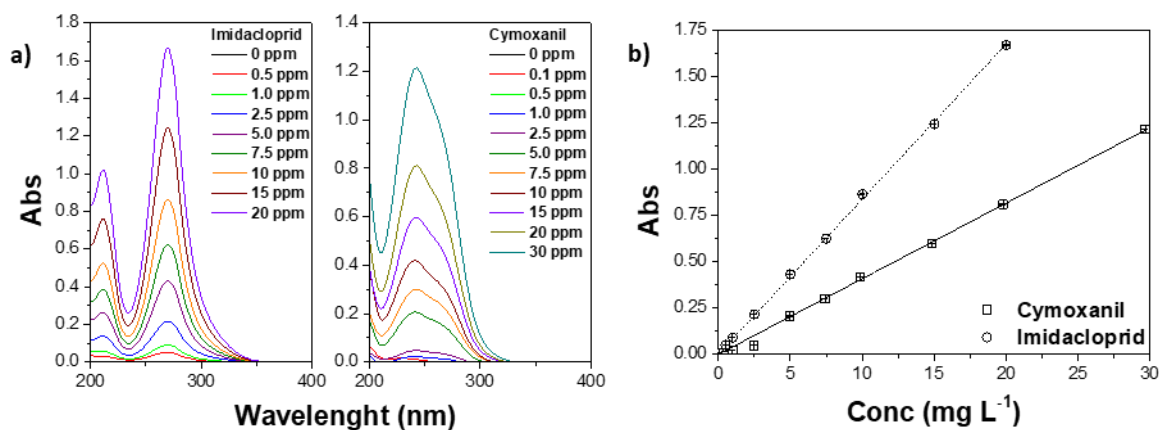 a)
Abs
1.8
1.6
1.4
1.2
1.0
0.8
0.6
0.4
0.2
0.0
200
300
400
Imidacloprid
0 ppm
0.5 ppm
1.0 ppm
2.5 ppm
5.0 ppm
7.5 ppm
10 ppm
15 ppm
20 ppm
1.4
1.2
1.0
0.8
0.6
0.4
0.2
0.0
200
300
400
Cymoxanil
0 ppm
0.1 ppm
0.5 ppm
1.0 ppm
2.5 ppm
5.0 ppm
7.5 ppm
10 ppm
15 ppm
20 ppm
30 ppm
Wavelenght (nm)
b)
Abs
1.75
1.50
1.25
1.00
0.75
0.50
0.25
0.00
0
5
10
15
20
25
30
Cymoxanil
Imidacloprid
Conc (mg L⁻¹)